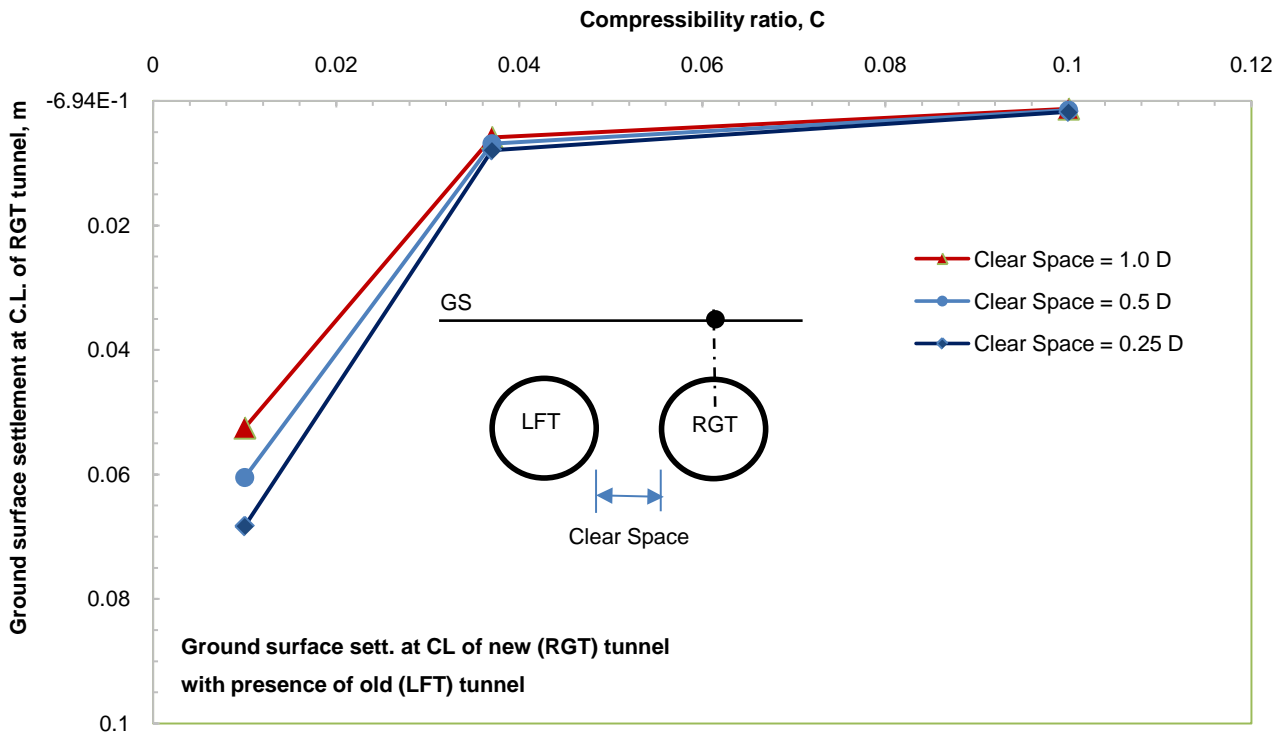 Compressibility ratio, C
0 0.02 0.04 0.06 0.08 0.1 0.12
Ground surface settlement at C.L. of RGT tunnel, m
-6.94E-1
0.02
0.04
0.06
0.08
0.1
Clear Space = 1.0 D
Clear Space = 0.5 D
Clear Space = 0.25 D
GS
LFT
RGT
Clear Space
Ground surface sett. at CL of new (RGT) tunnel
with presence of old (LFT) tunnel